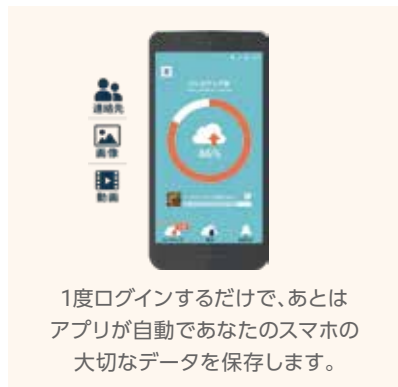 連絡先
画像
動画
86%
1度ログインするだけで、あとは
アプリが自動であなたのスマホの
大切なデータを保存します。